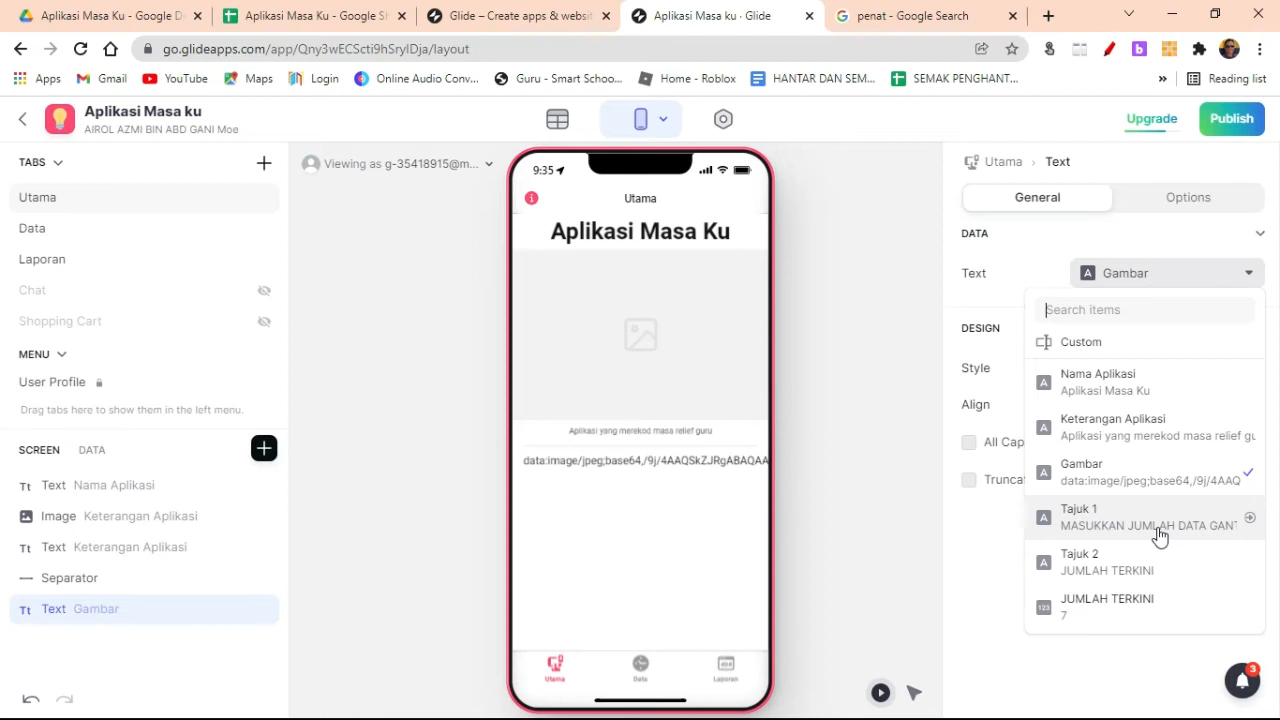 Aplikasi Masa Ku - Google D
Aplikasi Masa Ku - Google Sh
Glide – Create apps & websit
Aplikasi Masa ku · Glide
penat - Google Search
go.glideapps.com/app/Qny3wECScti9hSrylDja/layout
Apps
Gmail
YouTube
Maps
Login
Online Audio Conv...
Guru - Smart Schoo...
Home - Roblox
HANTAR DAN SEM...
SEMAK PENGHANT...
»
Reading list
Aplikasi Masa ku
AIROL AZMI BIN ABD GANI Moe
Upgrade
Publish
TABS
Utama
Data
Laporan
Chat
Shopping Cart
MENU
User Profile
Drag tabs here to show them in the left menu.
SCREEN
DATA
Tt Text Nama Aplikasi
Image Keterangan Aplikasi
Tt Text Keterangan Aplikasi
Separator
Tt Text Gambar
Viewing as g-35418915@m...
9:35
Utama
Aplikasi Masa Ku
Aplikasi yang merekod masa relief guru
data:image/jpeg;base64,/9j/4AAQSkZJRgABAQAA
Utama
Data
Laporan
Utama › Text
General
Options
DATA
Text
A Gambar
DESIGN
Style
Align
All Cap
Truncat
Search items
Custom
A Nama Aplikasi
Aplikasi Masa Ku
A Keterangan Aplikasi
Aplikasi yang merekod masa relief gu
A Gambar
data:image/jpeg;base64,/9j/4AAQ
A Tajuk 1
MASUKKAN JUMLAH DATA GANT
A Tajuk 2
JUMLAH TERKINI
123 JUMLAH TERKINI
7
3